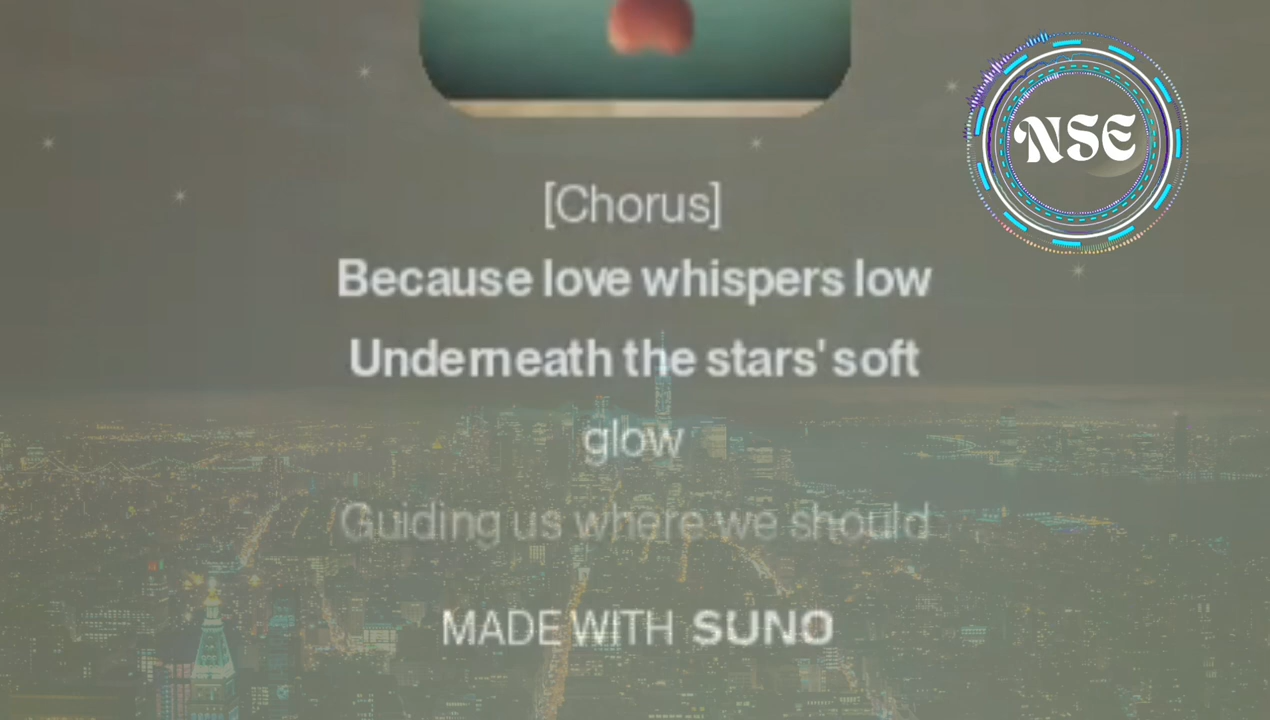 NSE
[Chorus]
Because love whispers low
Underneath the stars' soft
glow
Guiding us where we should
MADE WITH SUNO